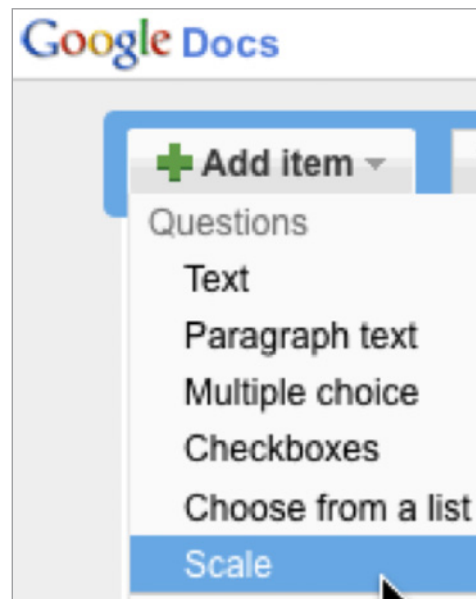 Google Docs
Add item
Questions
Text
Paragraph text
Multiple choice
Checkboxes
Choose from a list
Scale